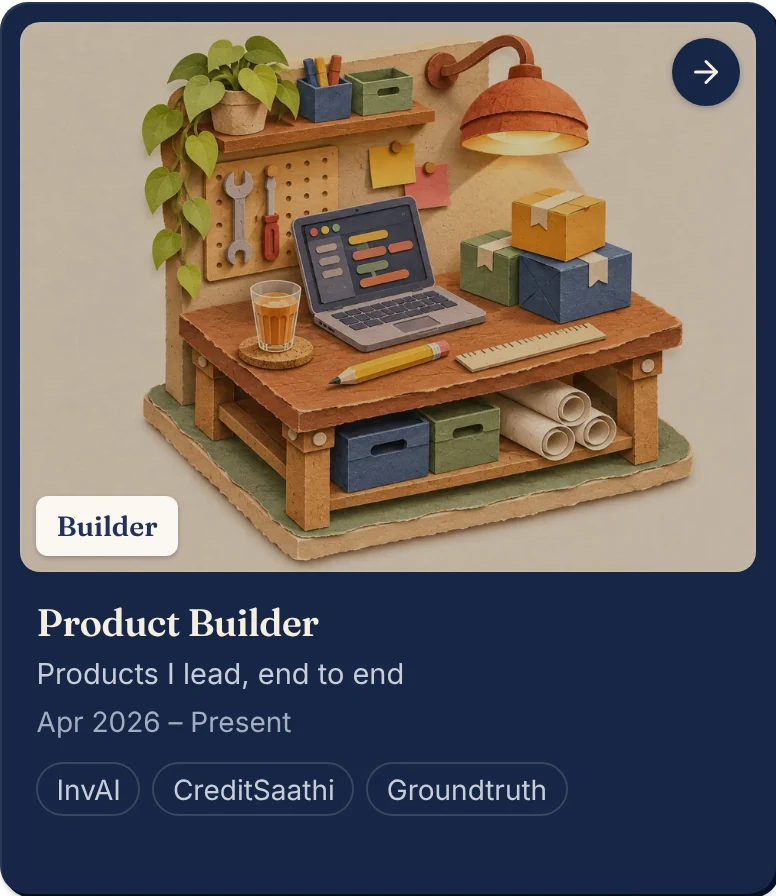 Builder
Product Builder
Products I lead, end to end
Apr 2026 – Present
InvAI
CreditSaathi
Groundtruth